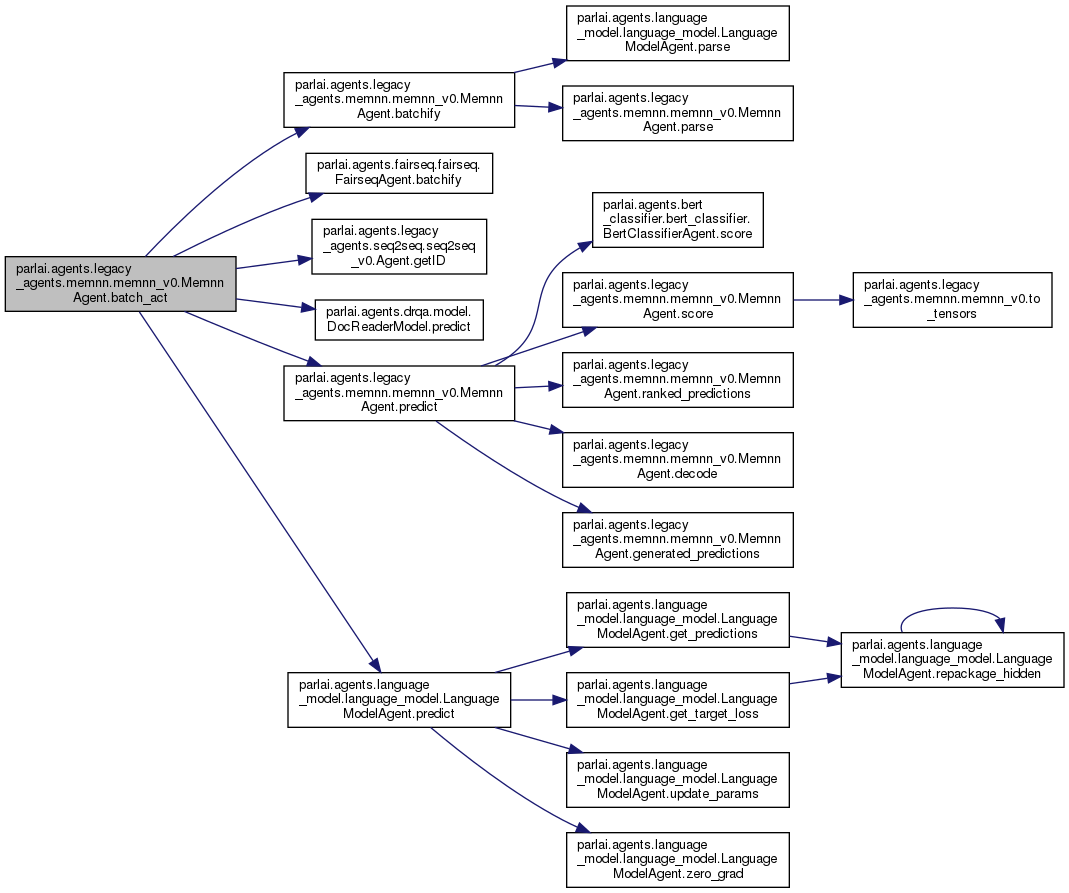 parlai.agents.legacy
_agents.memnn.memnn_v0.Memnn
Agent.batch_act
parlai.agents.legacy
_agents.memnn.memnn_v0.Memnn
Agent.batchify
parlai.agents.language
_model.language_model.Language
ModelAgent.parse
parlai.agents.legacy
_agents.memnn.memnn_v0.Memnn
Agent.parse
parlai.agents.fairseq.fairseq.
FairseqAgent.batchify
parlai.agents.legacy
_agents.seq2seq.seq2seq
_v0.Agent.getID
parlai.agents.drqa.model.
DocReaderModel.predict
parlai.agents.legacy
_agents.memnn.memnn_v0.Memnn
Agent.predict
parlai.agents.bert
_classifier.bert_classifier.
BertClassifierAgent.score
parlai.agents.legacy
_agents.memnn.memnn_v0.Memnn
Agent.score
parlai.agents.legacy
_agents.memnn.memnn_v0.to
_tensors
parlai.agents.legacy
_agents.memnn.memnn_v0.Memnn
Agent.ranked_predictions
parlai.agents.legacy
_agents.memnn.memnn_v0.Memnn
Agent.decode
parlai.agents.legacy
_agents.memnn.memnn_v0.Memnn
Agent.generated_predictions
parlai.agents.language
_model.language_model.Language
ModelAgent.predict
parlai.agents.language
_model.language_model.Language
ModelAgent.get_predictions
parlai.agents.language
_model.language_model.Language
ModelAgent.repackage_hidden
parlai.agents.language
_model.language_model.Language
ModelAgent.get_target_loss
parlai.agents.language
_model.language_model.Language
ModelAgent.update_params
parlai.agents.language
_model.language_model.Language
ModelAgent.zero_grad